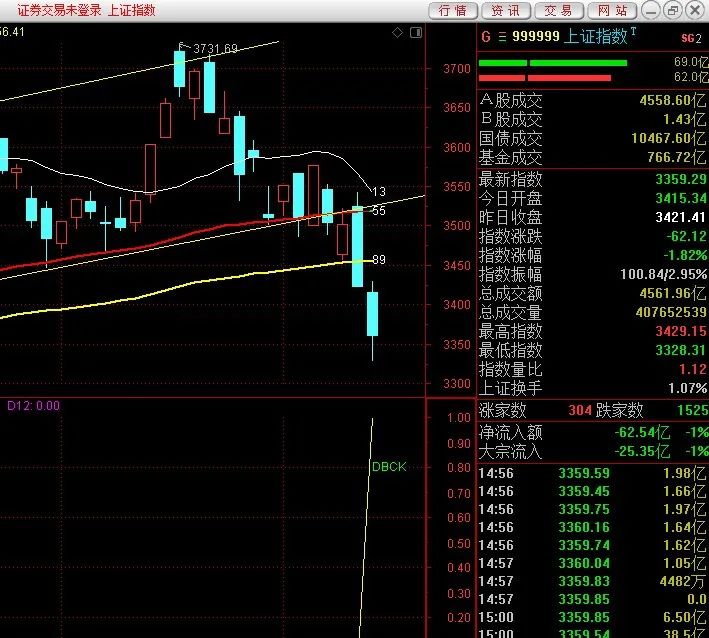 证券交易未登录 上证指数
行情 资讯 交易 网站
56.41
3731.69
13
55
89
3700
3650
3600
3550
3500
3450
3400
3350
3300
D12: 0.00
DBCK
1.00
0.90
0.80
0.70
0.60
0.50
0.40
0.30
0.20
G 999999 上证指数 T SG2
69.0亿
62.0亿
A股成交 4558.60亿
B股成交 1.43亿
国债成交 10467.60亿
基金成交 766.72亿
最新指数 3359.29
今日开盘 3415.34
昨日收盘 3421.41
指数涨跌 -62.12
指数涨幅 -1.82%
指数振幅 100.84/2.95%
总成交额 4561.96亿
总成交量 407652539
最高指数 3429.15
最低指数 3328.31
指数量比 1.12
上证换手 1.07%
涨家数 304 跌家数 1525
净流入额 -62.54亿 -1%
大宗流入 -25.35亿 -1%
14:56 3359.59 1.98亿
14:56 3359.45 1.66亿
14:56 3359.75 1.97亿
14:56 3360.16 1.64亿
14:56 3359.74 1.62亿
14:57 3360.04 1.05亿
14:57 3359.83 4482万
14:57 3359.85 0.0
15:00 3359.85 6.50亿
15:00 3359.54 38.5亿